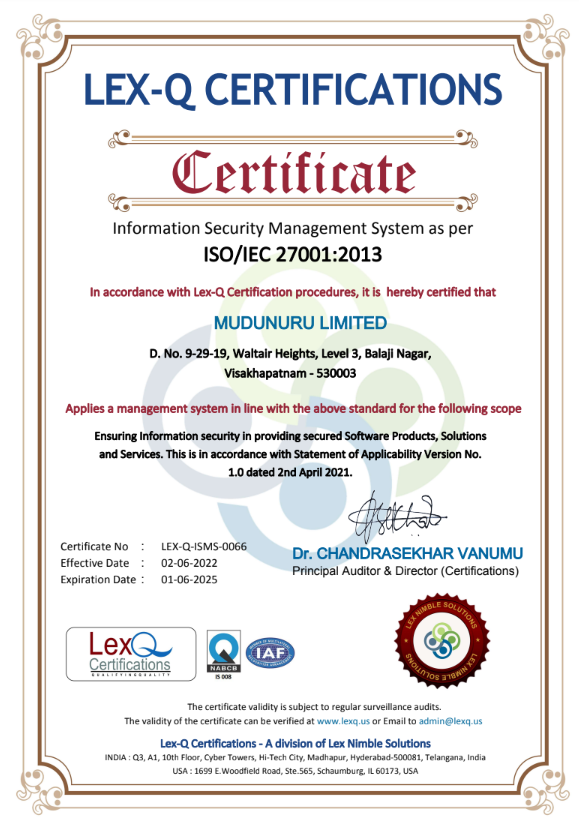 LEX-Q CERTIFICATIONS
Certificate
Information Security Management System as per
ISO/IEC 27001:2013
In accordance with Lex-Q Certification procedures, it is hereby certified that
MUDUNURU LIMITED
D. No. 9-29-19, Waltair Heights, Level 3, Balaji Nagar,
Visakhapatnam - 530003
Applies a management system in line with the above standard for the following scope
Ensuring Information security in providing secured Software Products, Solutions
and Services. This is in accordance with Statement of Applicability Version No.
1.0 dated 2nd April 2021.
Certificate No : LEX-Q-ISMS-0066
Effective Date : 02-06-2022
Expiration Date : 01-06-2025
Dr. CHANDRASEKHAR VANUMU
Principal Auditor & Director (Certifications)
LexQ
Certifications
QUALITYINGQUALITY
NABCB
IS 008
IAF
LEX NIMBLE SOLUTIONS
LEX NIMBLE SOLUTIONS
The certificate validity is subject to regular surveillance audits.
The validity of the certificate can be verified at www.lexq.us or Email to admin@lexq.us
Lex-Q Certifications - A division of Lex Nimble Solutions
INDIA : Q3, A1, 10th Floor, Cyber Towers, Hi-Tech City, Madhapur, Hyderabad-500081, Telangana, India
USA : 1699 E.Woodfield Road, Ste.565, Schaumburg, IL 60173, USA